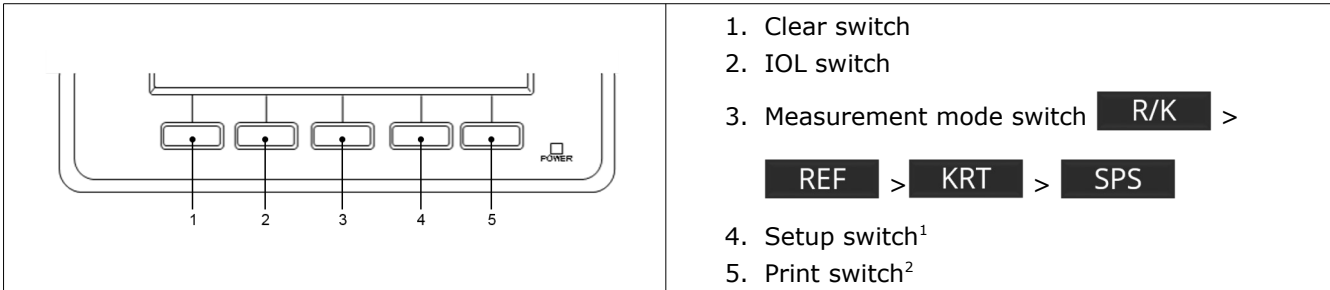 POWER
1 2 3 4 5
1. Clear switch
2. IOL switch
3. Measurement mode switch R/K >
REF > KRT > SPS
4. Setup switch¹
5. Print switch²